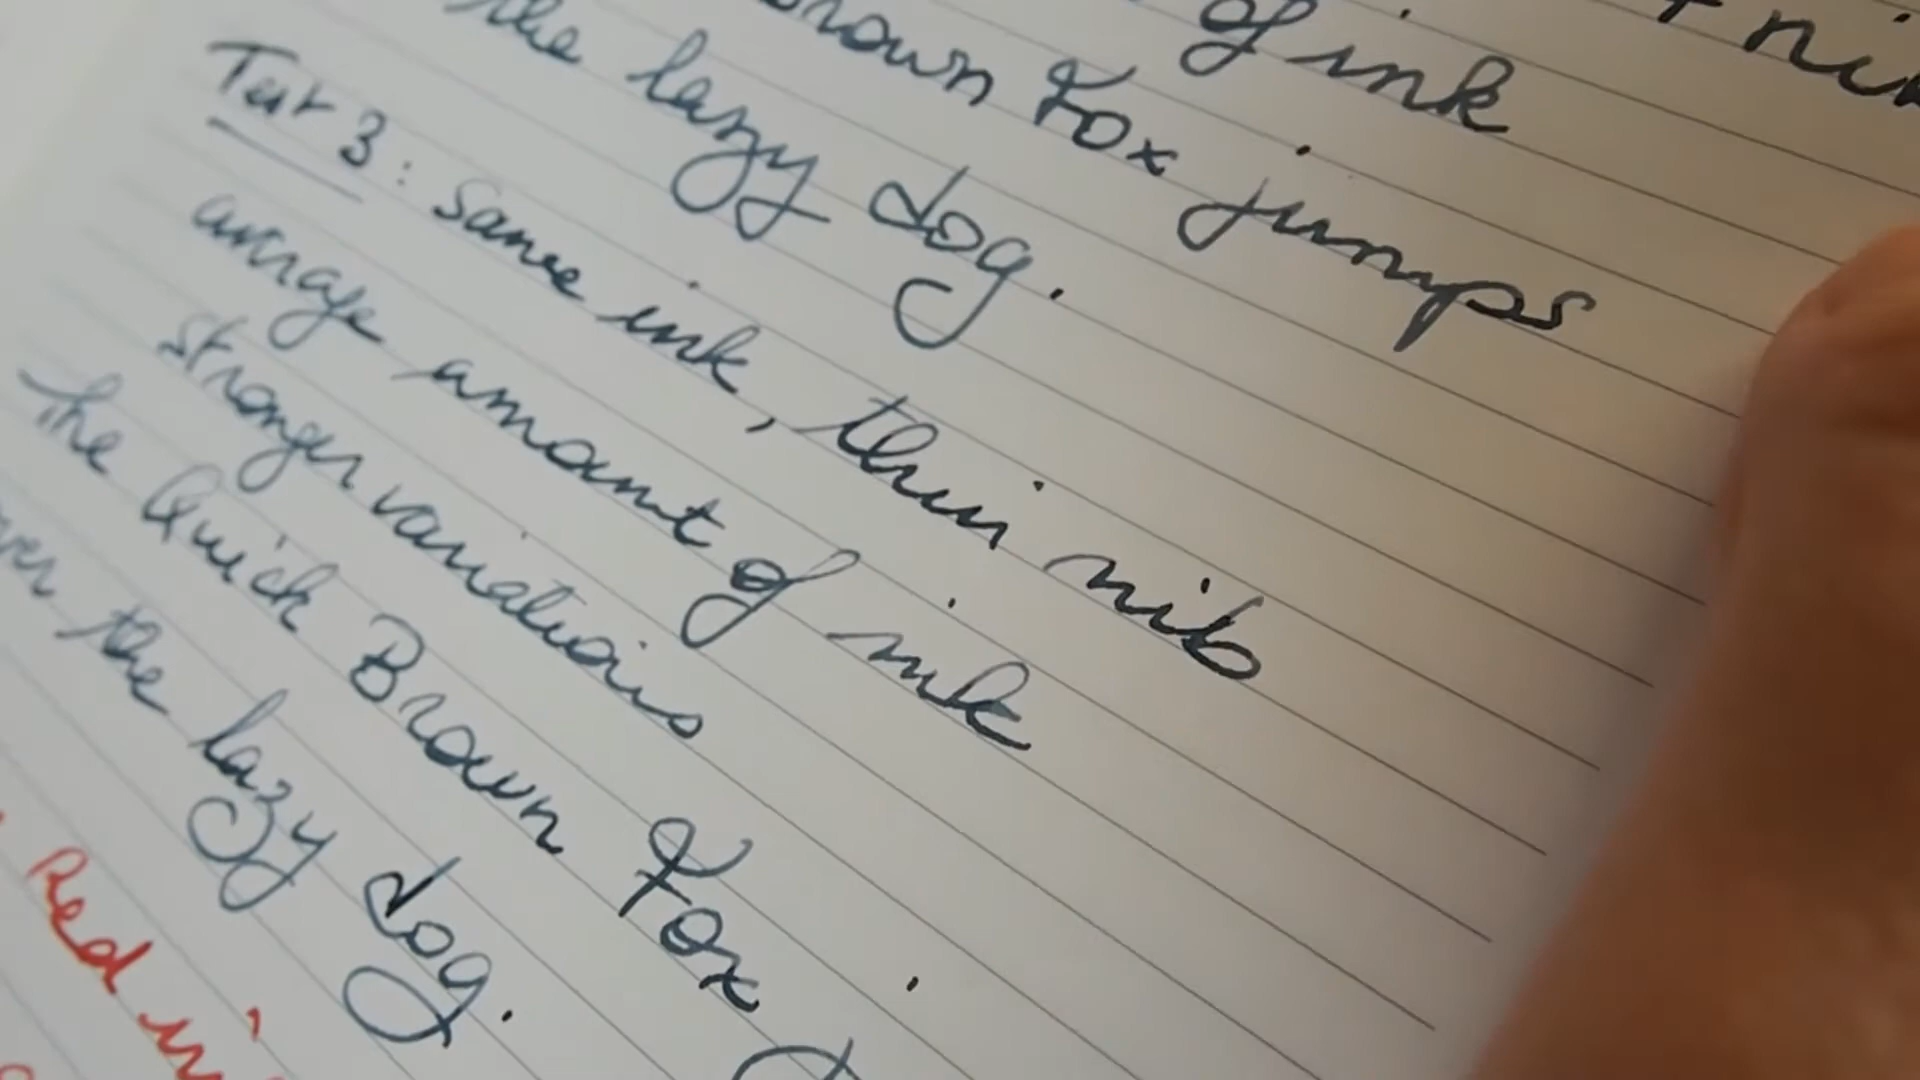 of ink
Brown Fox jumps
the lazy dog.
Test 3: Same ink, thin nib
average amount of ink
stronger variations
The Quick Brown Fox
over the lazy dog.
Red